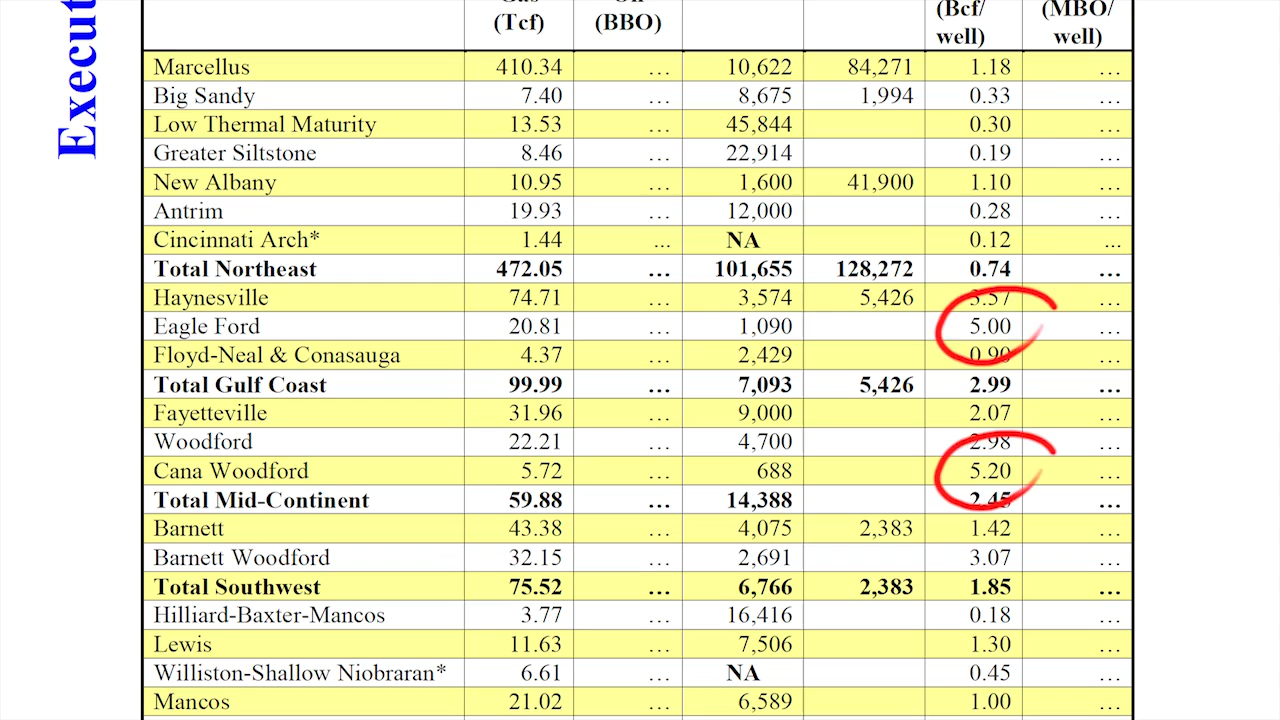 Execut
(Tcf) (BBO) (Bcf/ well) (MBO/ well)
Marcellus 410.34 … 10,622 84,271 1.18 …
Big Sandy 7.40 … 8,675 1,994 0.33 …
Low Thermal Maturity 13.53 … 45,844 0.30 …
Greater Siltstone 8.46 … 22,914 0.19 …
New Albany 10.95 … 1,600 41,900 1.10 …
Antrim 19.93 … 12,000 0.28 …
Cincinnati Arch* 1.44 ... NA 0.12 ...
Total Northeast 472.05 … 101,655 128,272 0.74 …
Haynesville 74.71 … 3,574 5,426 3.57 …
Eagle Ford 20.81 … 1,090 5.00 …
Floyd-Neal & Conasauga 4.37 … 2,429 0.90 …
Total Gulf Coast 99.99 … 7,093 5,426 2.99 …
Fayetteville 31.96 … 9,000 2.07 …
Woodford 22.21 … 4,700 2.98 …
Cana Woodford 5.72 … 688 5.20 …
Total Mid-Continent 59.88 … 14,388 2.45 …
Barnett 43.38 … 4,075 2,383 1.42 …
Barnett Woodford 32.15 … 2,691 3.07 …
Total Southwest 75.52 … 6,766 2,383 1.85 …
Hilliard-Baxter-Mancos 3.77 … 16,416 0.18 …
Lewis 11.63 … 7,506 1.30 …
Williston-Shallow Niobraran* 6.61 … NA 0.45 …
Mancos 21.02 … 6,589 1.00 …